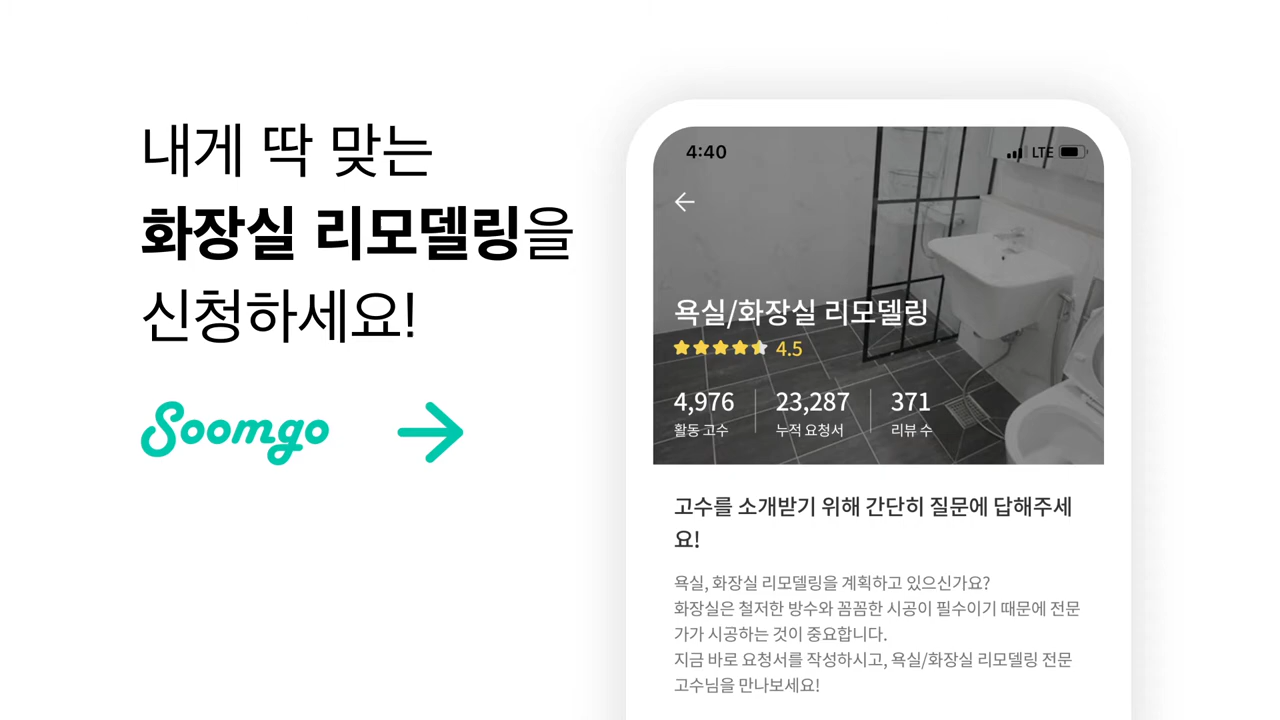 내게 딱 맞는
화장실 리모델링을
신청하세요!
Soomgo
4:40
LTE
욕실/화장실 리모델링
4.5
4,976
활동 고수
23,287
누적 요청서
371
리뷰 수
고수를 소개받기 위해 간단히 질문에 답해주세
요!
욕실, 화장실 리모델링을 계획하고 있으신가요?
화장실은 철저한 방수와 꼼꼼한 시공이 필수이기 때문에 전문
가가 시공하는 것이 중요합니다.
지금 바로 요청서를 작성하시고, 욕실/화장실 리모델링 전문
고수님을 만나보세요!